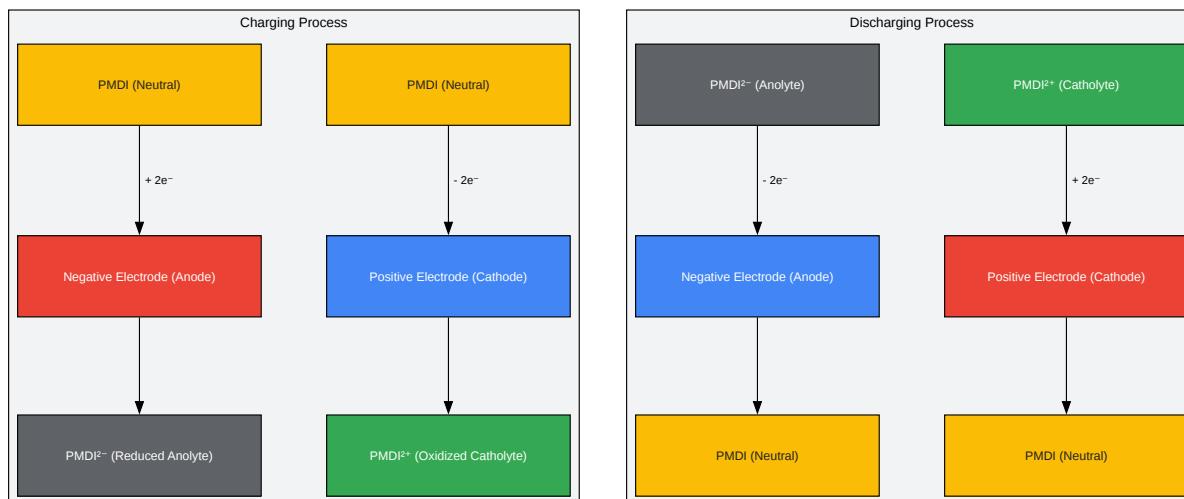 Charging Process
PMDI (Neutral)
PMDI (Neutral)
+ 2e⁻
- 2e⁻
Negative Electrode (Anode)
Positive Electrode (Cathode)
PMDI²⁻ (Reduced Anolyte)
PMDI²⁺ (Oxidized Catholyte)
Discharging Process
PMDI²⁻ (Anolyte)
PMDI²⁺ (Catholyte)
- 2e⁻
+ 2e⁻
Negative Electrode (Anode)
Positive Electrode (Cathode)
PMDI (Neutral)
PMDI (Neutral)